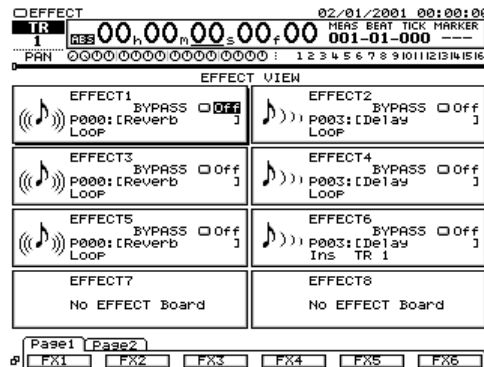 EFFECT 02/01/2001 00:00:00
TR 1 ABS 00h00m00s00f00 MEAS BEAT TICK MARKER
001-01-000 ---
PAN 1 2 3 4 5 6 7 8 9 10 11 12 13 14 15 16
EFFECT VIEW
EFFECT1
BYPASS Off
P000:[Reverb ]
Loop
EFFECT2
BYPASS Off
P003:[Delay ]
Loop
EFFECT3
BYPASS Off
P000:[Reverb ]
Loop
EFFECT4
BYPASS Off
P003:[Delay ]
Loop
EFFECT5
BYPASS Off
P000:[Reverb ]
Loop
EFFECT6
BYPASS Off
P003:[Delay ]
Ins TR 1
EFFECT7
No EFFECT Board
EFFECT8
No EFFECT Board
Page1 Page2
FX1 FX2 FX3 FX4 FX5 FX6